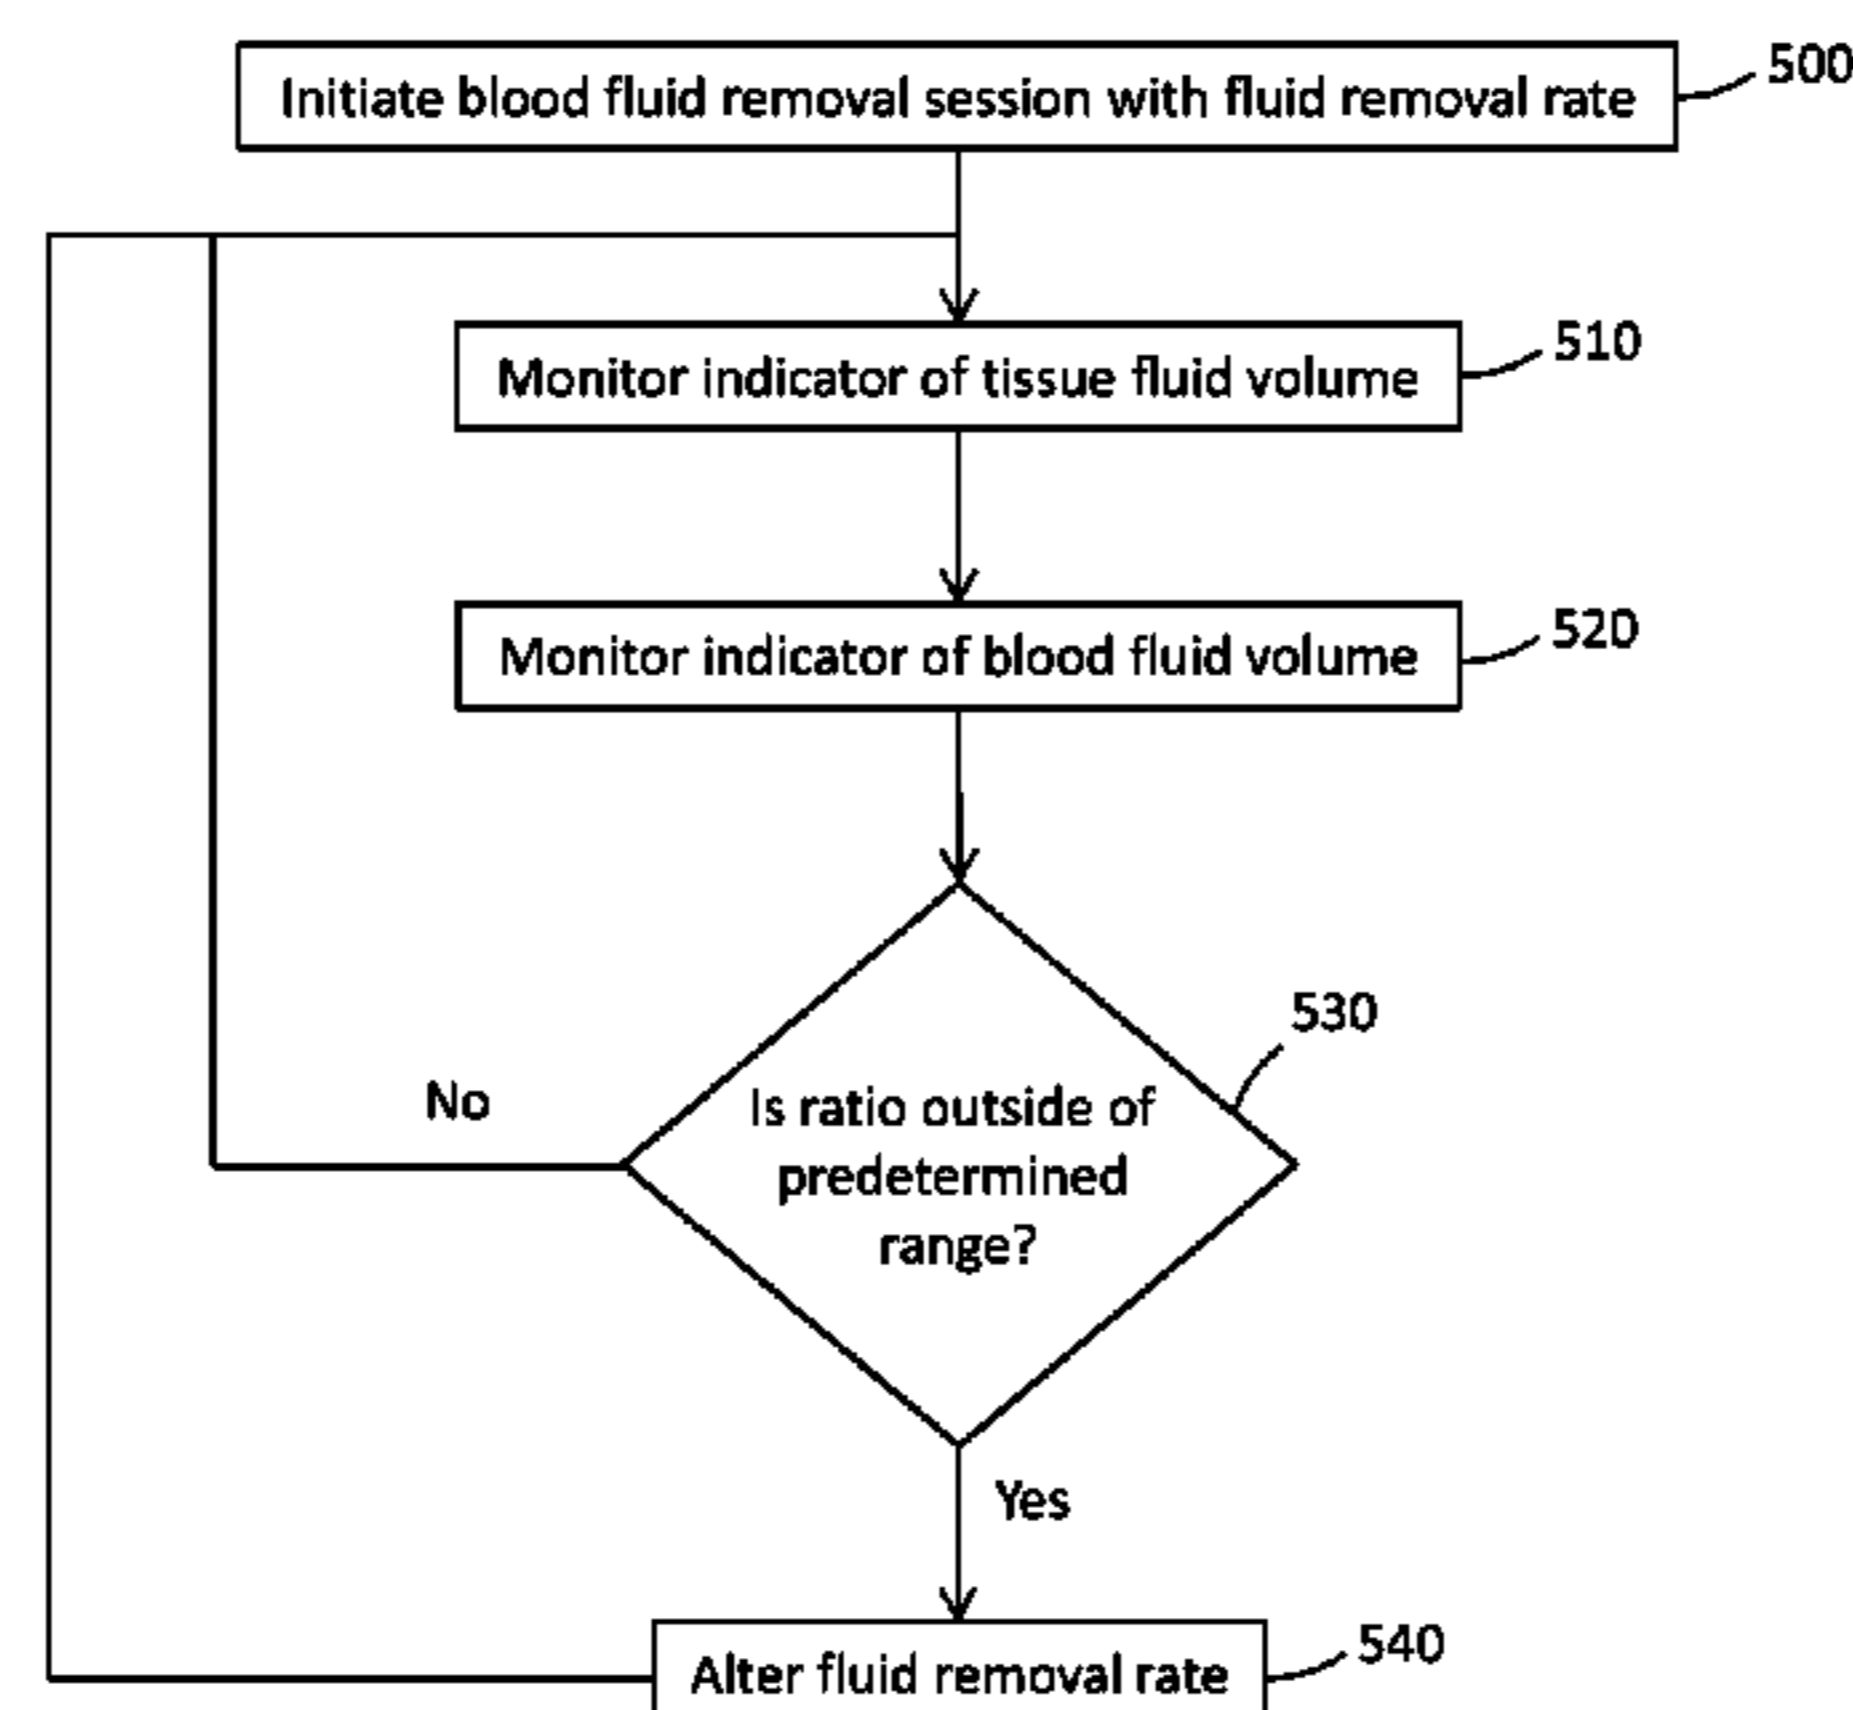 Initiate blood fluid removal session with fluid removal rate
500
Monitor indicator of tissue fluid volume
510
Monitor indicator of blood fluid volume
520
530
No
Is ratio outside of
predetermined
range?
Yes
Alter fluid removal rate
540